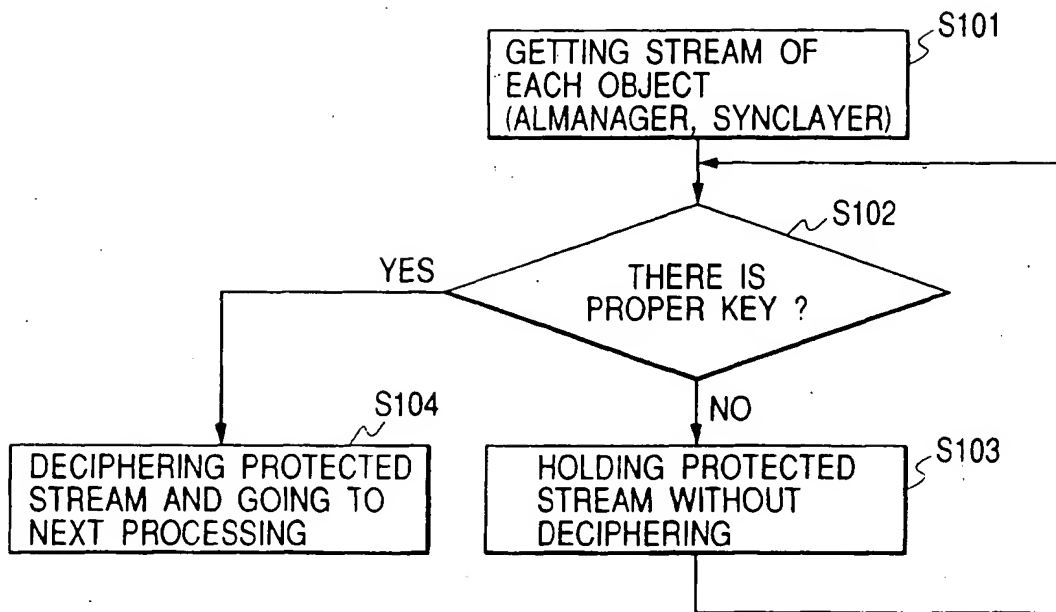 S101
GETTING STREAM OF
EACH OBJECT
(ALMANAGER, SYNCLAYER)
S102
YES
THERE IS
PROPER KEY ?
NO
S104
DECIPHERING PROTECTED
STREAM AND GOING TO
NEXT PROCESSING
S103
HOLDING PROTECTED
STREAM WITHOUT
DECIPHERING